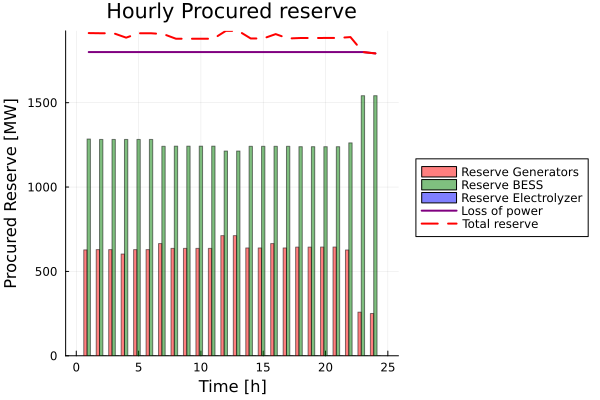 Hourly Procured reserve
Procured Reserve [MW]
1500
1000
500
0
0 5 10 15 20 25
Time [h]
Reserve Generators
Reserve BESS
Reserve Electrolyzer
Loss of power
Total reserve